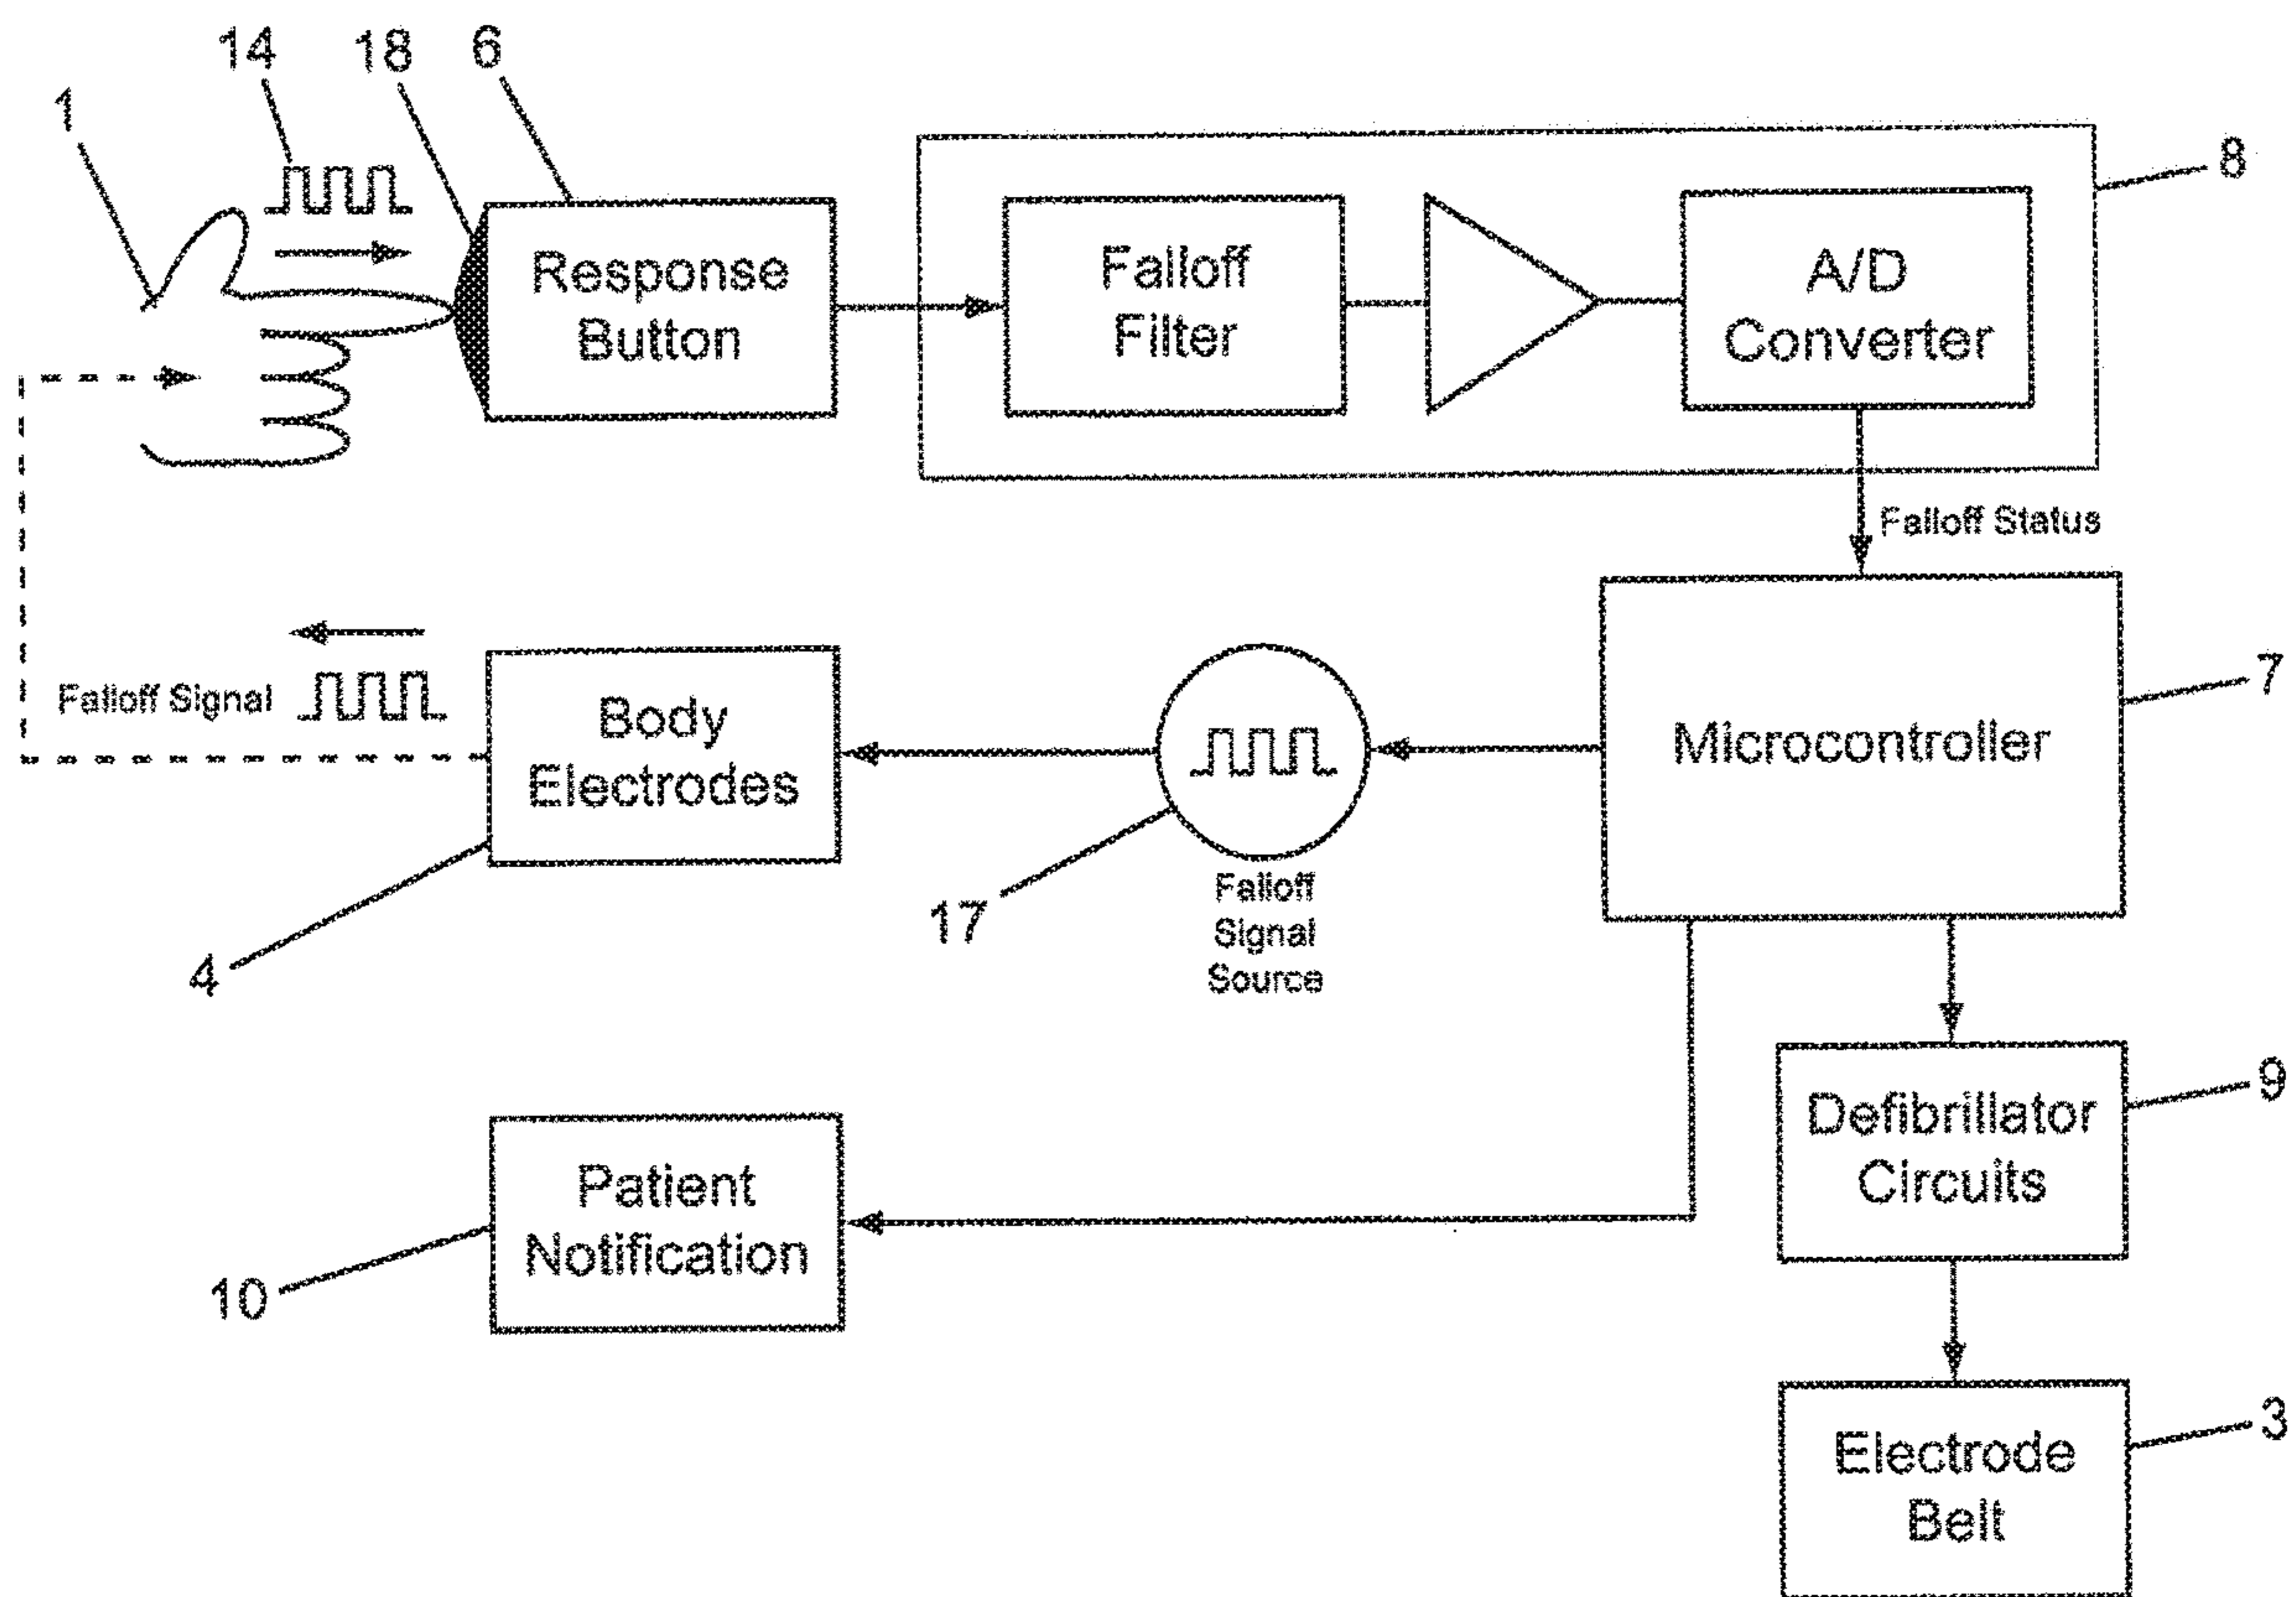 14
18
6
1
8
Response
Button
Falloff
Filter
A/D
Converter
Falloff Status
7
Falloff Signal
Body
Electrodes
Microcontroller
17
Falloff
Signal
Source
4
9
Defibrillator
Circuits
Patient
Notification
10
3
Electrode
Belt